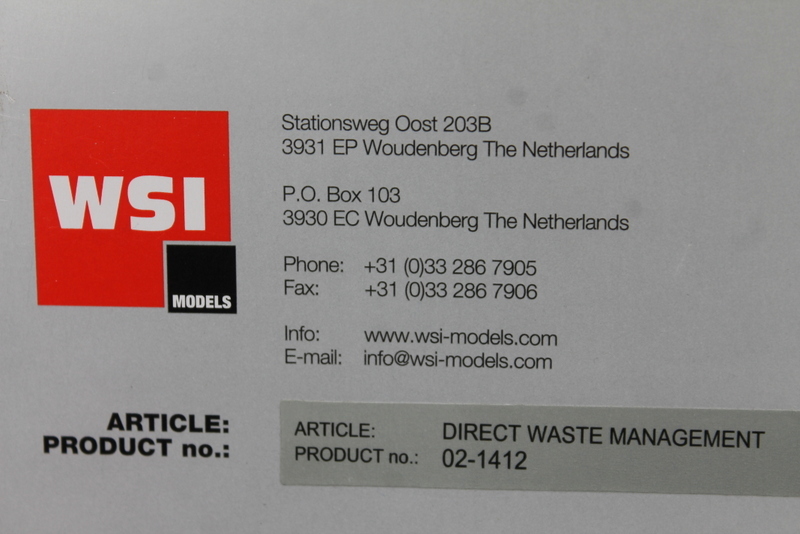 WSI
MODELS
Stationsweg Oost 203B
3931 EP Woudenberg The Netherlands
P.O. Box 103
3930 EC Woudenberg The Netherlands
Phone: +31 (0)33 286 7905
Fax: +31 (0)33 286 7906
Info: www.wsi-models.com
E-mail: info@wsi-models.com
ARTICLE:
PRODUCT no.:
ARTICLE: DIRECT WASTE MANAGEMENT
PRODUCT no.: 02-1412